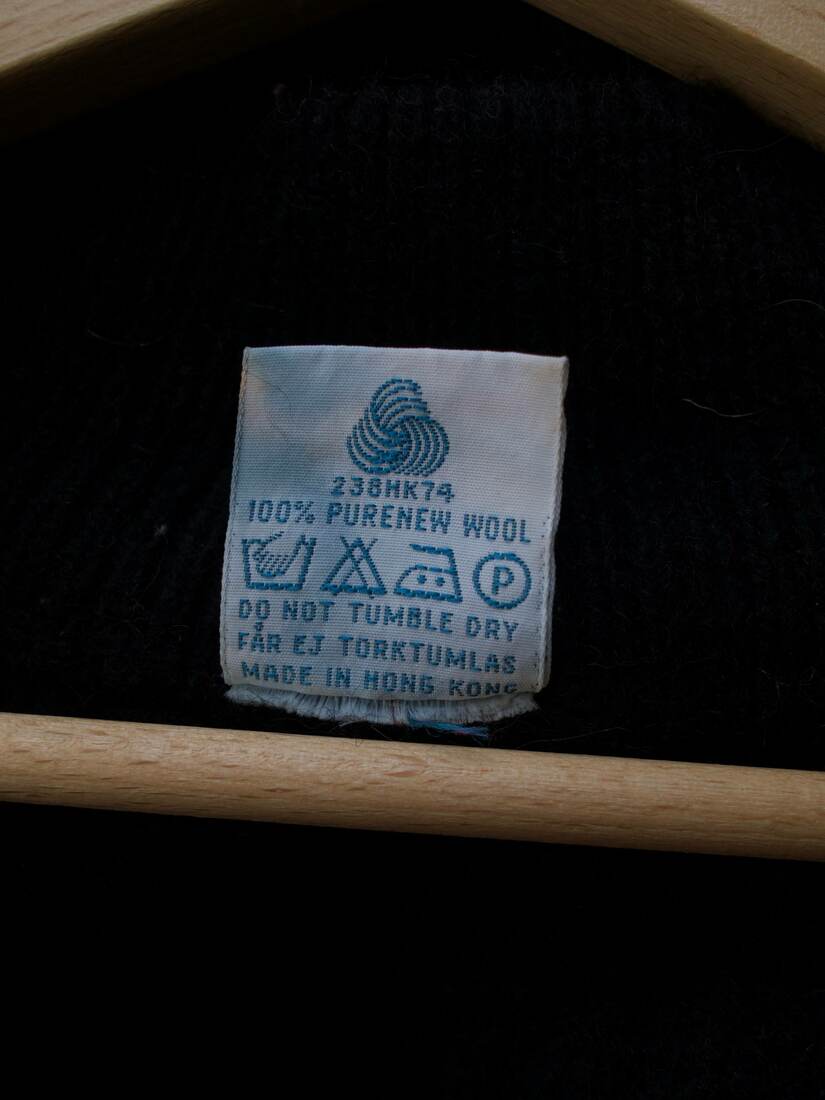 238HK74
100% PURENEW WOOL
P
DO NOT TUMBLE DRY
FÅR EJ TORKTUMLAS
MADE IN HONG KONG